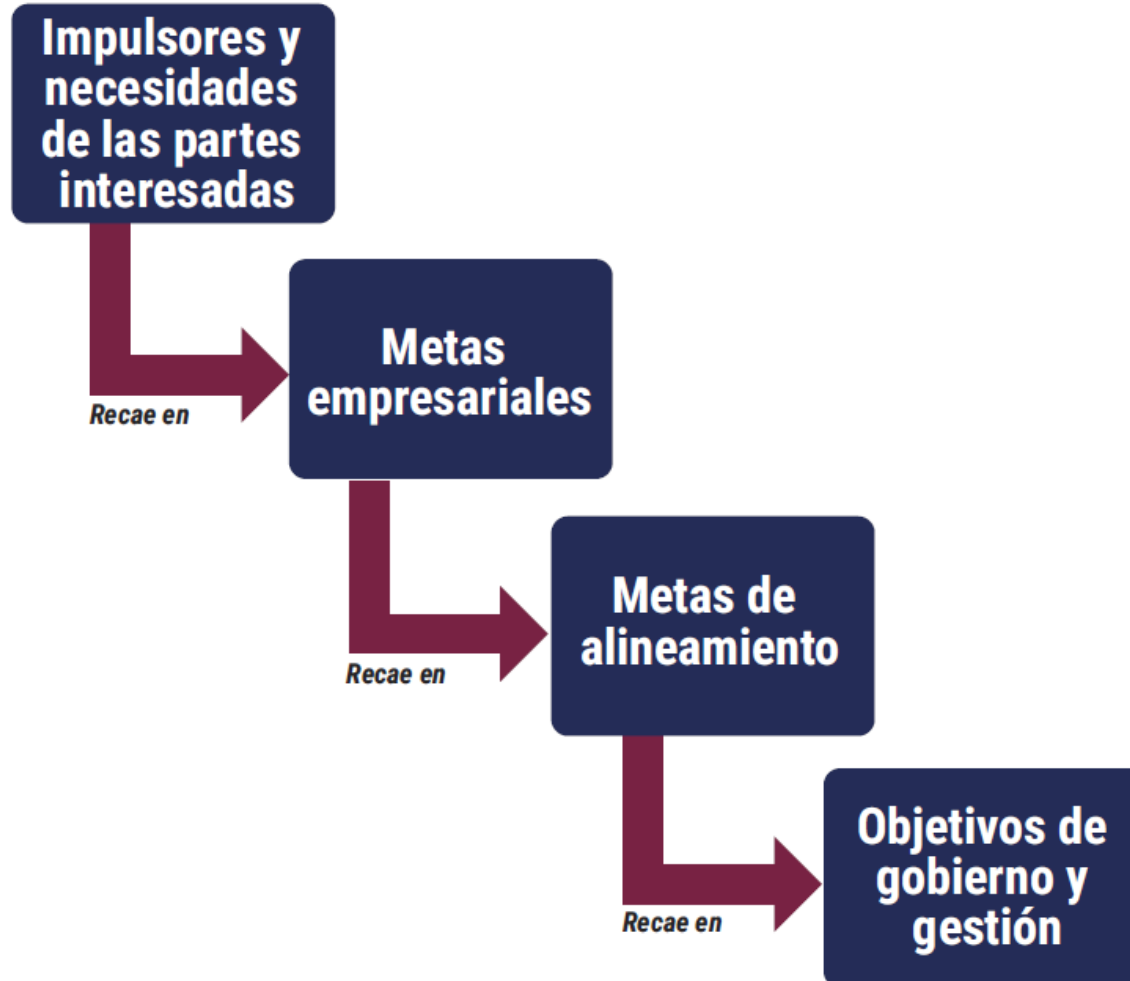 Impulsores y
necesidades
de las partes
interesadas
Recae en
Metas
empresariales
Recae en
Metas de
alineamiento
Recae en
Objetivos de
gobierno y
gestión